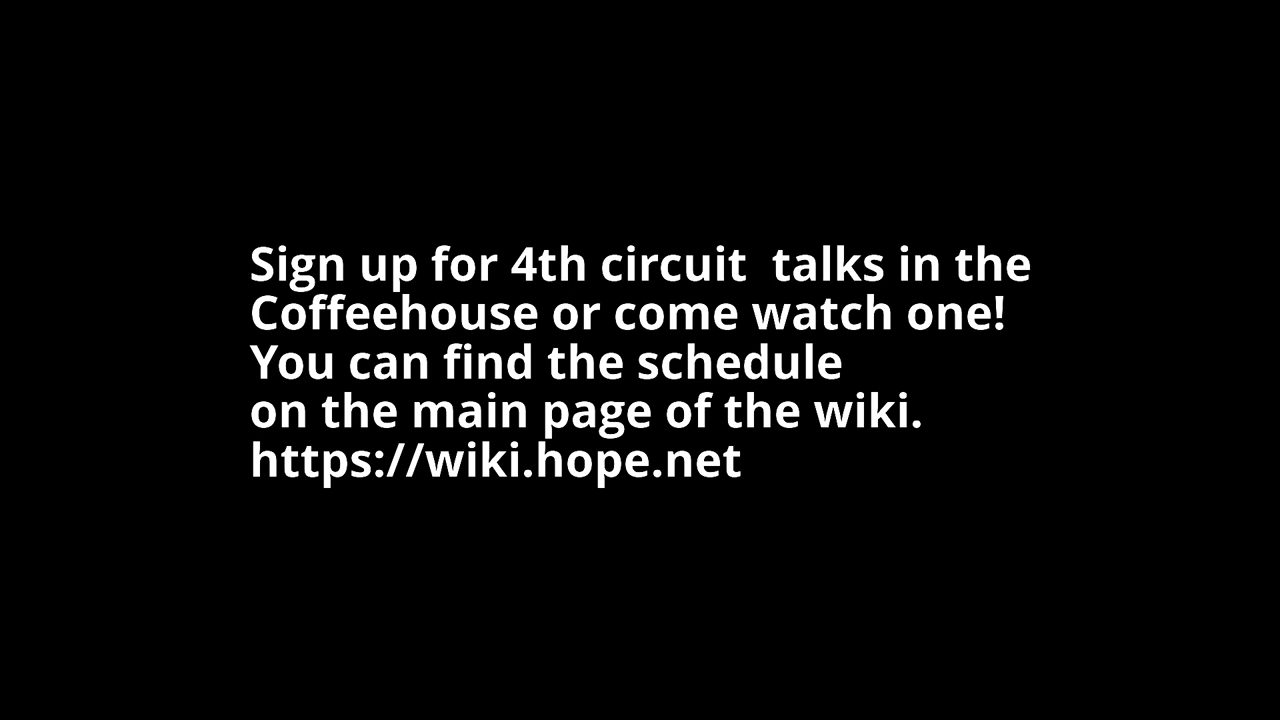 Sign up for 4th circuit  talks in the
Coffeehouse or come watch one!
You can find the schedule
on the main page of the wiki.
https://wiki.hope.net